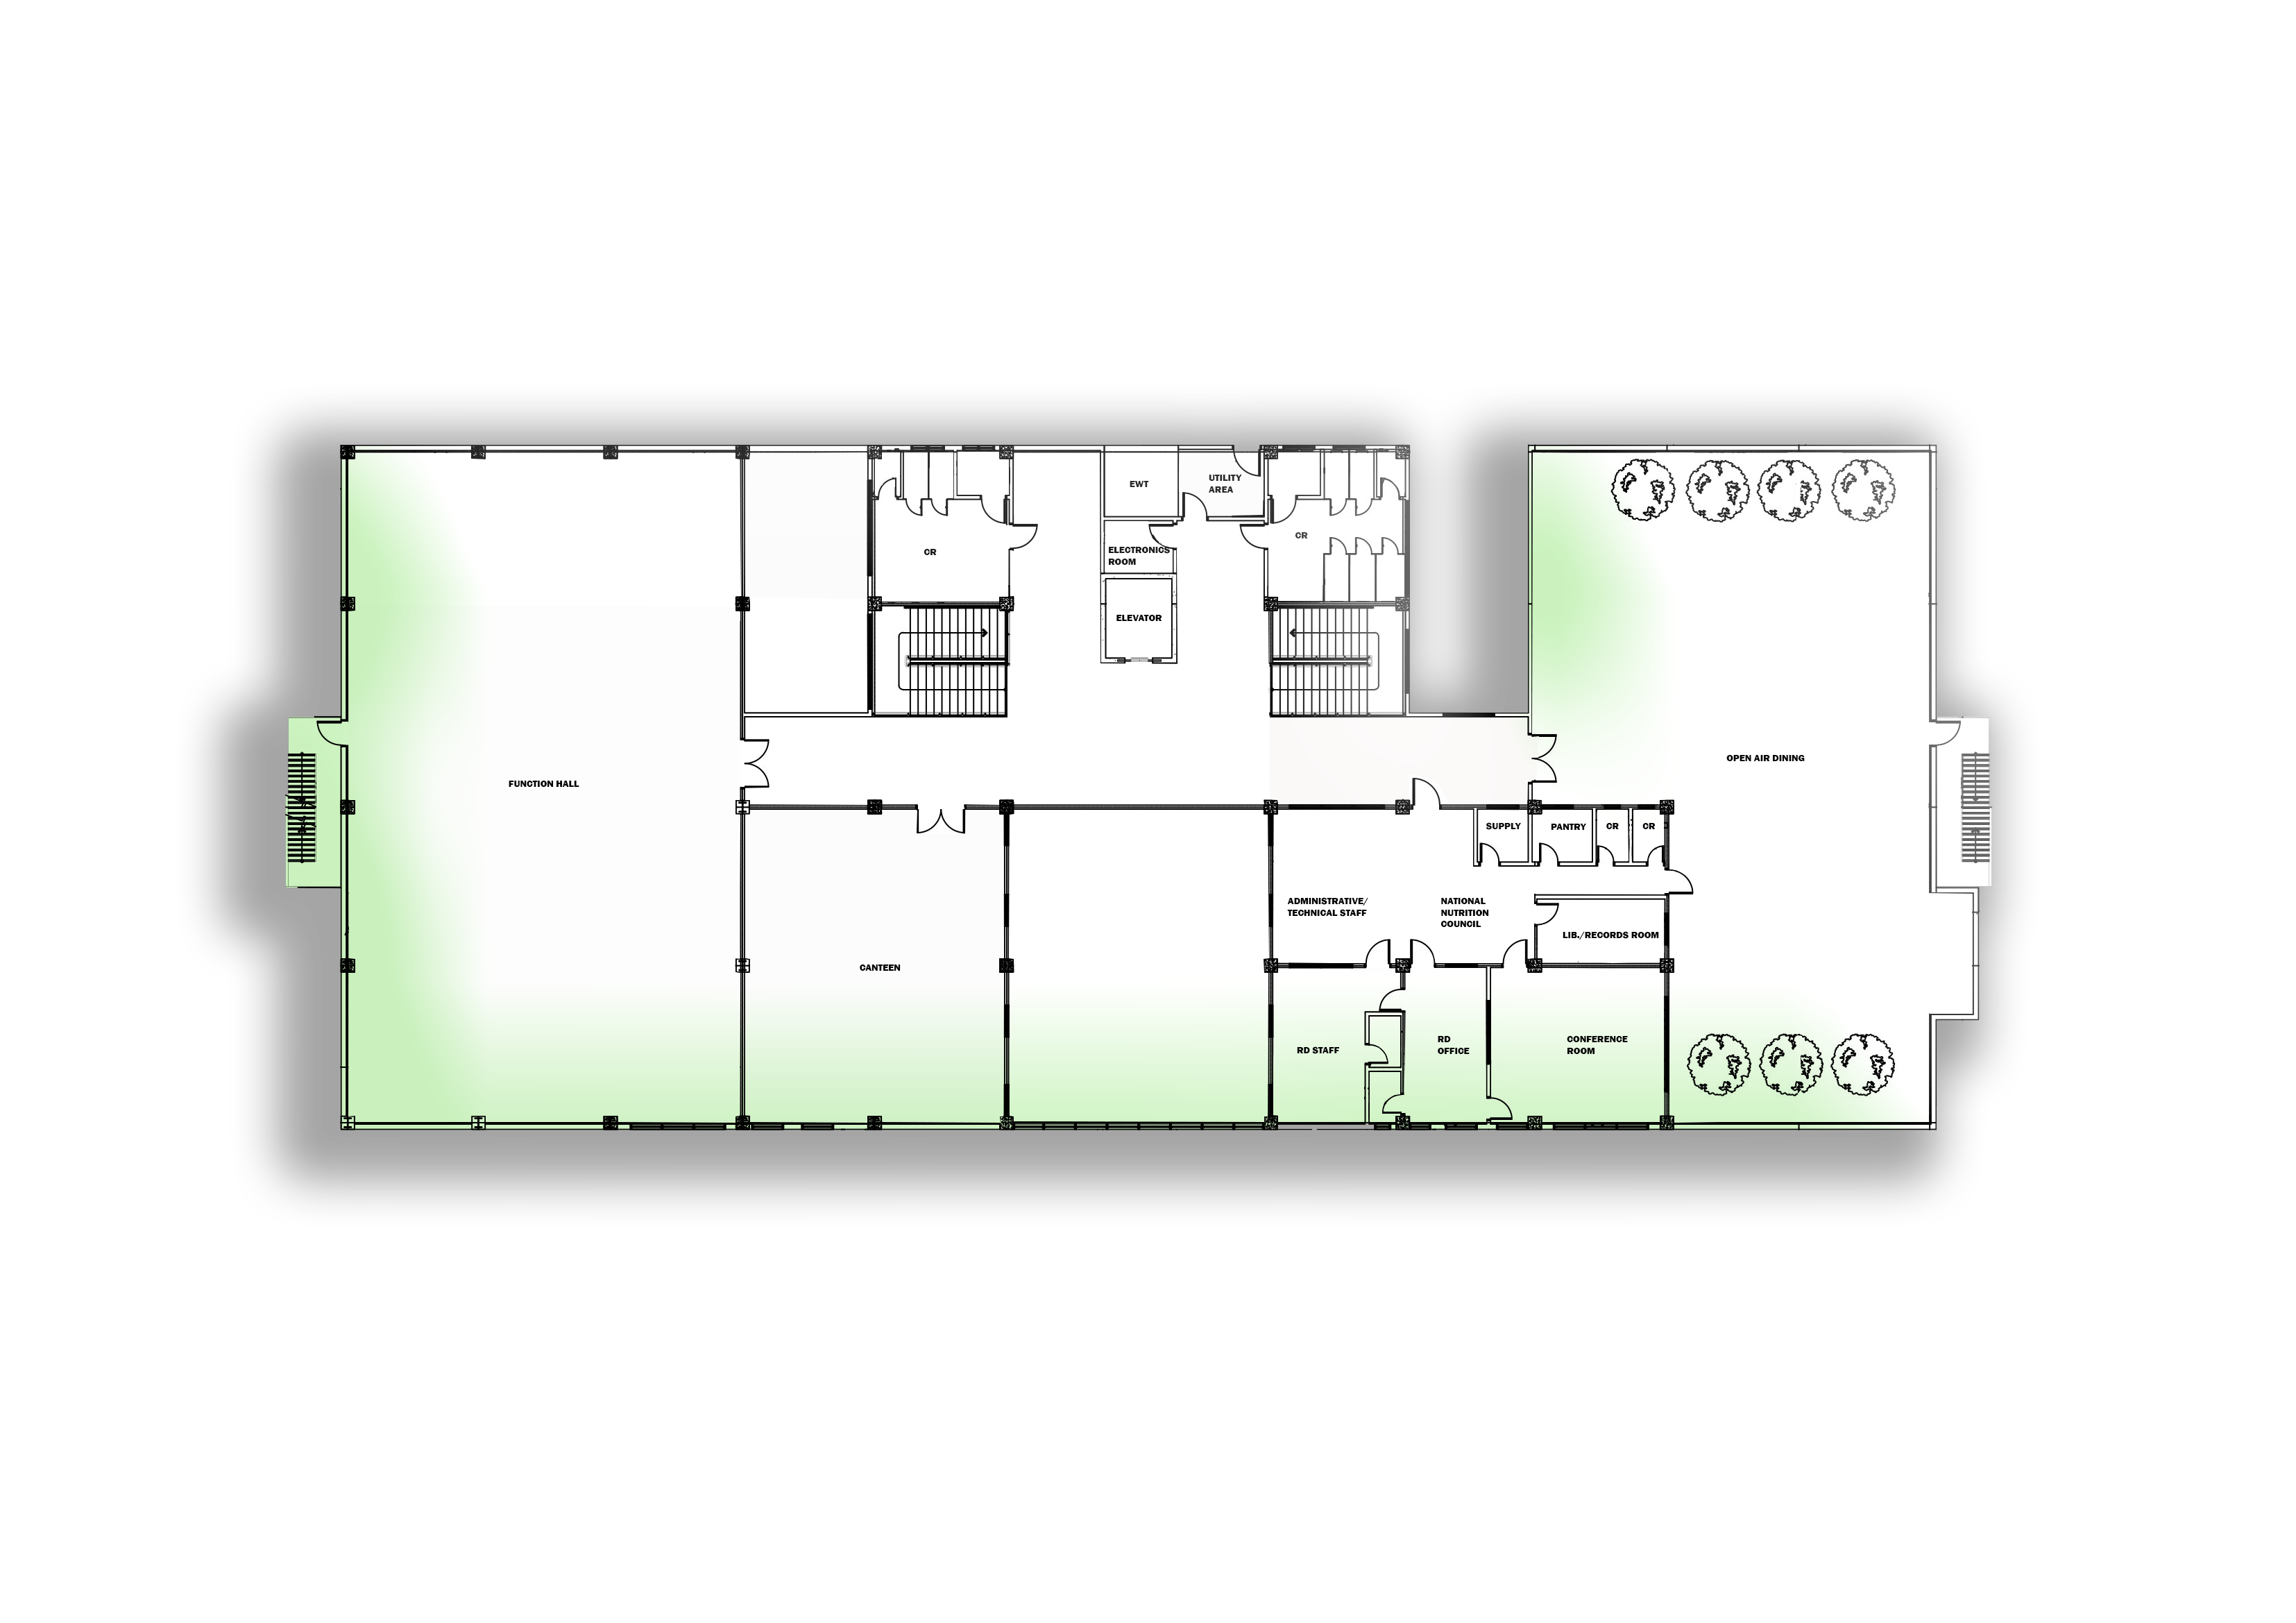 EWT
UTILITY
AREA
CR
CR
ELECTRONICS
ROOM
ELEVATOR
OPEN AIR DINING
FUNCTION HALL
SUPPLY
PANTRY
CR
CR
ADMINISTRATIVE/
TECHNICAL STAFF
NATIONAL
NUTRITION
COUNCIL
LIB./RECORDS ROOM
CANTEEN
RD STAFF
RD
OFFICE
CONFERENCE
ROOM